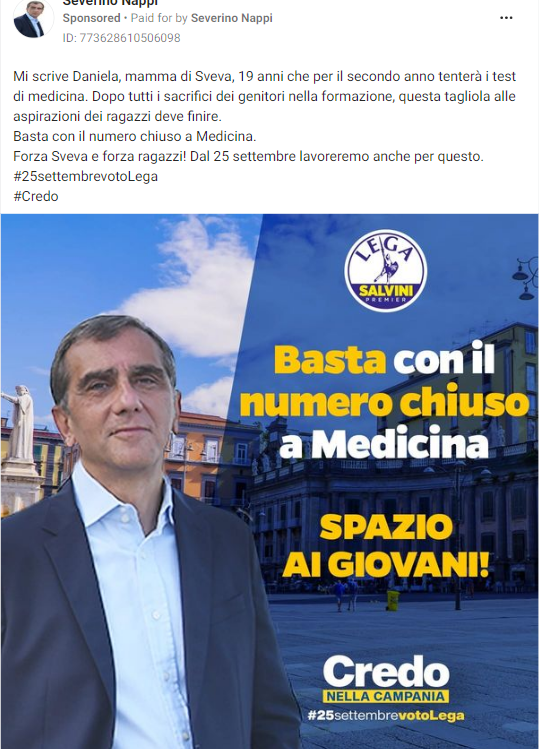 Severino Nappi
Sponsored • Paid for by Severino Nappi
ID: 773628610506098
Mi scrive Daniela, mamma di Sveva, 19 anni che per il secondo anno tenterà i test
di medicina. Dopo tutti i sacrifici dei genitori nella formazione, questa tagliola alle
aspirazioni dei ragazzi deve finire.
Basta con il numero chiuso a Medicina.
Forza Sveva e forza ragazzi! Dal 25 settembre lavoreremo anche per questo.
#25settembrevotoLega
#Credo
LEGA
SALVINI
PREMIER
Basta con il
numero chiuso
a Medicina
SPAZIO
AI GIOVANI!
Credo
NELLA CAMPANIA
#25settembrevotoLega